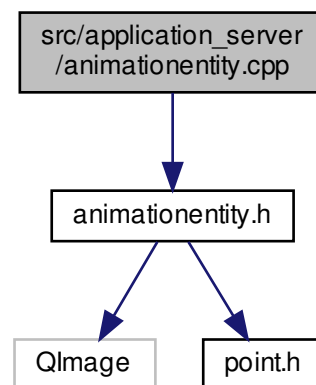 src/application_server
/animationentity.cpp
animationentity.h
QImage
point.h